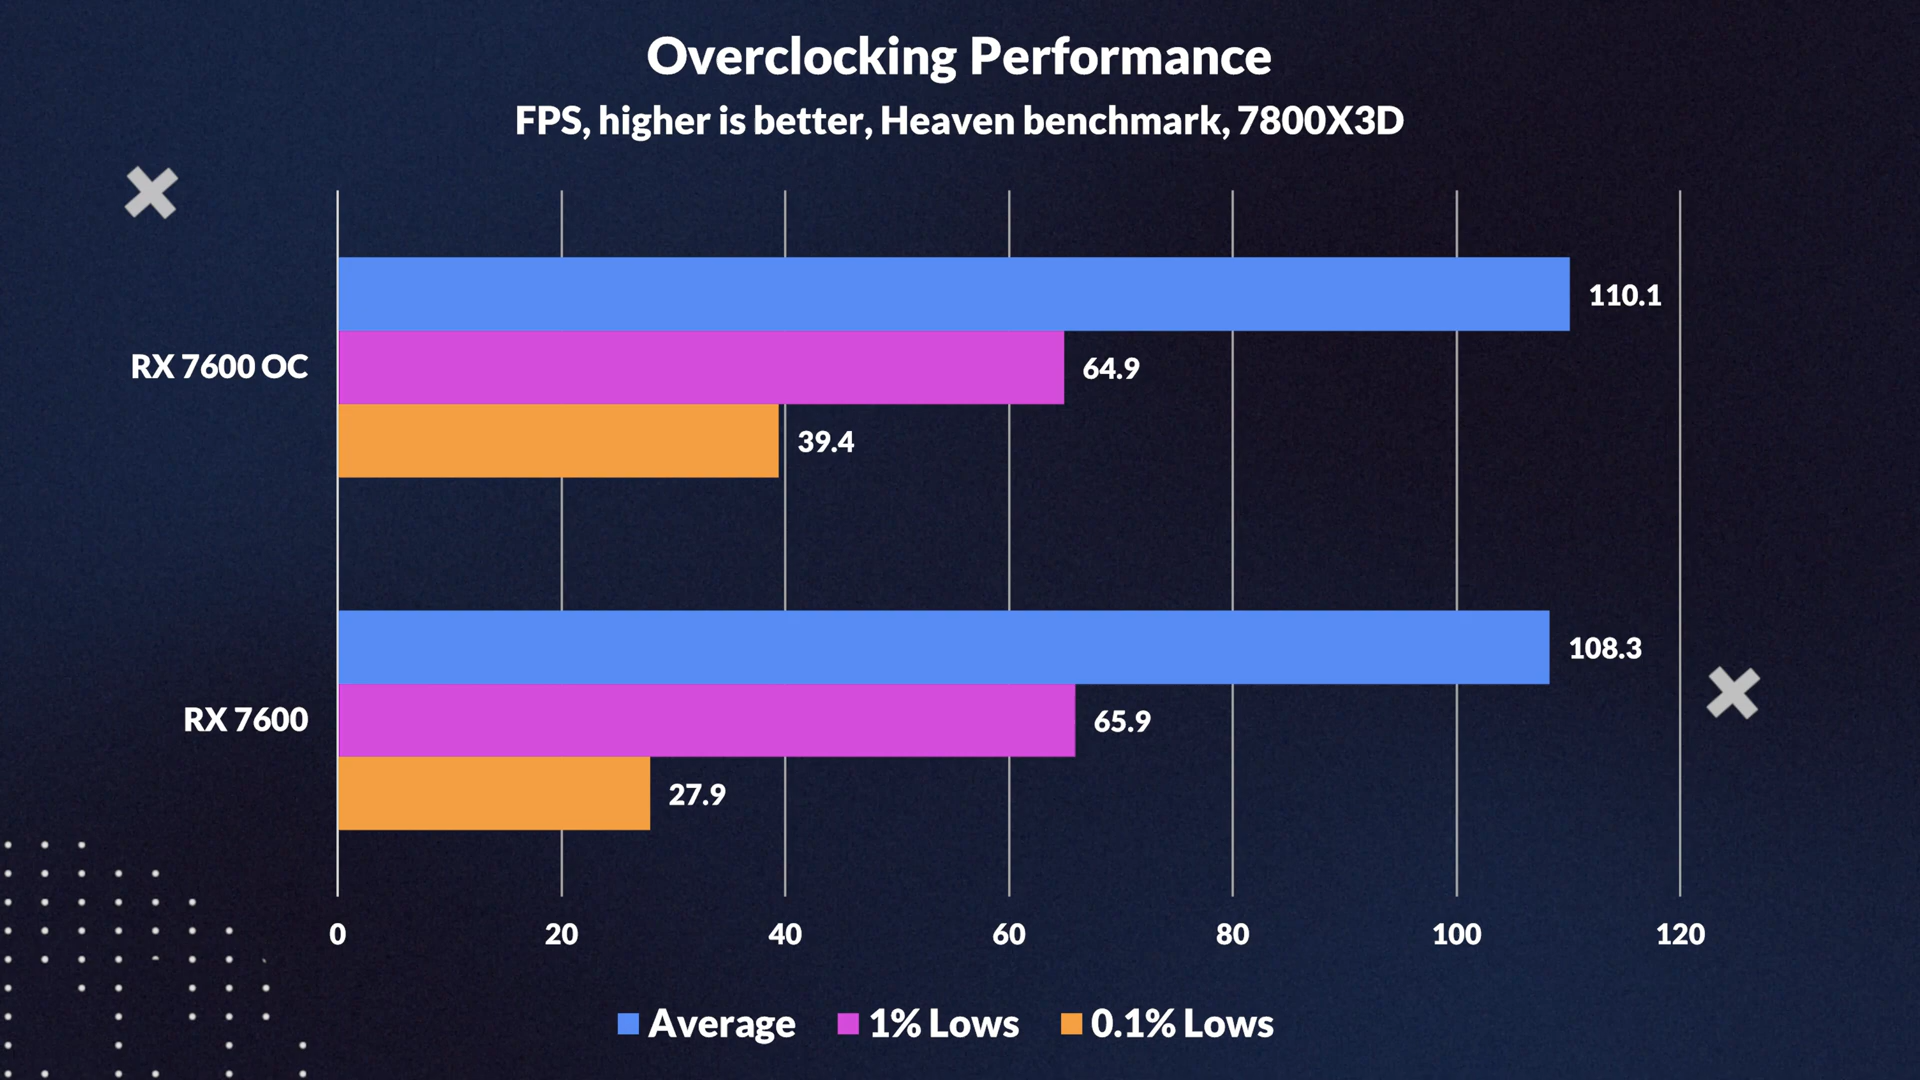 Overclocking Performance
FPS, higher is better, Heaven benchmark, 7800X3D
110.1
RX 7600 OC
64.9
39.4
108.3
RX 7600
65.9
27.9
0 20 40 60 80 100 120
Average 1% Lows 0.1% Lows